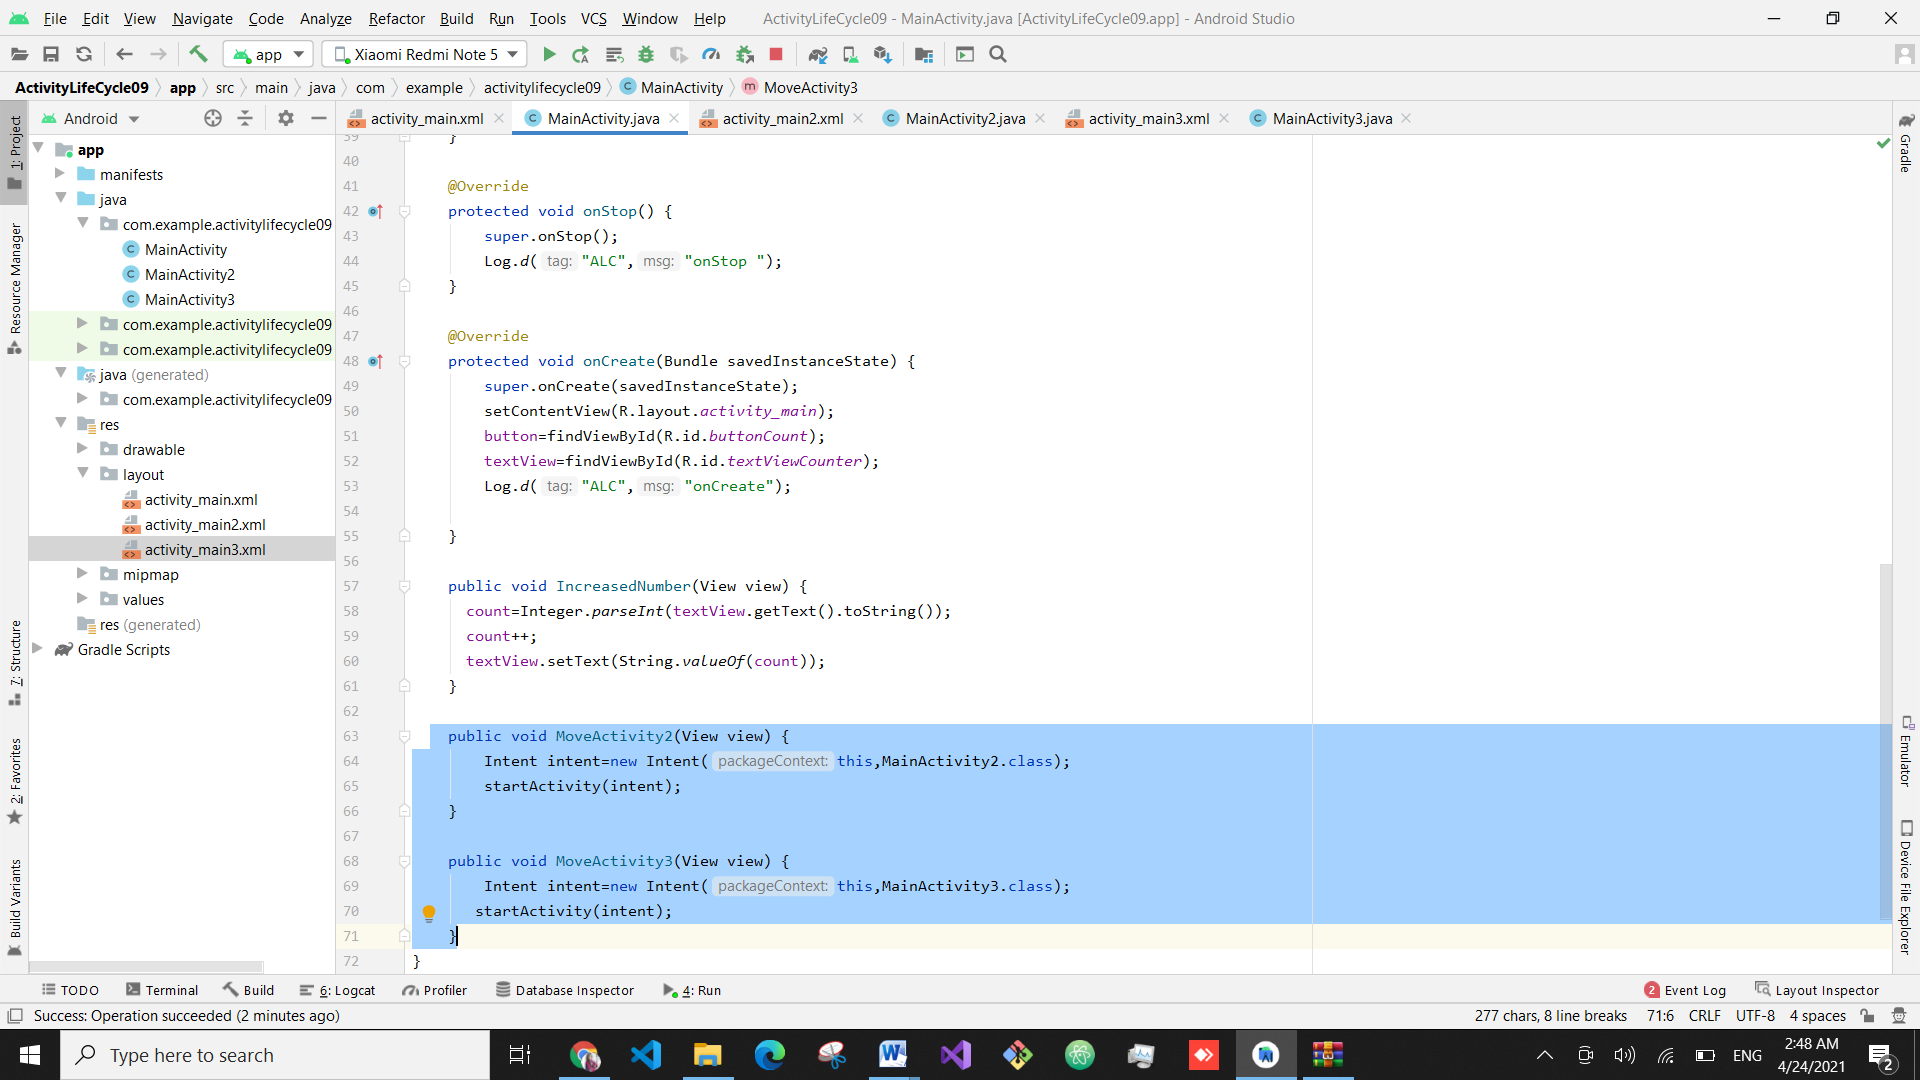 File Edit View Navigate Code Analyze Refactor Build Run Tools VCS Window Help ActivityLifeCycle09 - MainActivity.java [ActivityLifeCycle09.app] - Android Studio
app Xiaomi Redmi Note 5
ActivityLifeCycle09 app src main java com example activitylifecycle09 MainActivity MoveActivity3
Android activity_main.xml MainActivity.java activity_main2.xml MainActivity2.java activity_main3.xml MainActivity3.java
1: Project
Resource Manager
7: Structure
2: Favorites
Build Variants
app
manifests
java
com.example.activitylifecycle09
MainActivity
MainActivity2
MainActivity3
com.example.activitylifecycle09
com.example.activitylifecycle09
java (generated)
com.example.activitylifecycle09
res
drawable
layout
activity_main.xml
activity_main2.xml
activity_main3.xml
mipmap
values
res (generated)
Gradle Scripts
39 }
40
41 @Override
42 protected void onStop() {
43 super.onStop();
44 Log.d( tag: "ALC", msg: "onStop ");
45 }
46
47 @Override
48 protected void onCreate(Bundle savedInstanceState) {
49 super.onCreate(savedInstanceState);
50 setContentView(R.layout.activity_main);
51 button=findViewById(R.id.buttonCount);
52 textView=findViewById(R.id.textViewCounter);
53 Log.d( tag: "ALC", msg: "onCreate");
54
55 }
56
57 public void IncreasedNumber(View view) {
58 count=Integer.parseInt(textView.getText().toString());
59 count++;
60 textView.setText(String.valueOf(count));
61 }
62
63 public void MoveActivity2(View view) {
64 Intent intent=new Intent( packageContext: this,MainActivity2.class);
65 startActivity(intent);
66 }
67
68 public void MoveActivity3(View view) {
69 Intent intent=new Intent( packageContext: this,MainActivity3.class);
70 startActivity(intent);
71 }
72 }
Gradle
Emulator
Device File Explorer
TODO Terminal Build 6: Logcat Profiler Database Inspector 4: Run 2 Event Log Layout Inspector
Success: Operation succeeded (2 minutes ago) 277 chars, 8 line breaks 71:6 CRLF UTF-8 4 spaces
Type here to search ENG 2:48 AM
4/24/2021 2